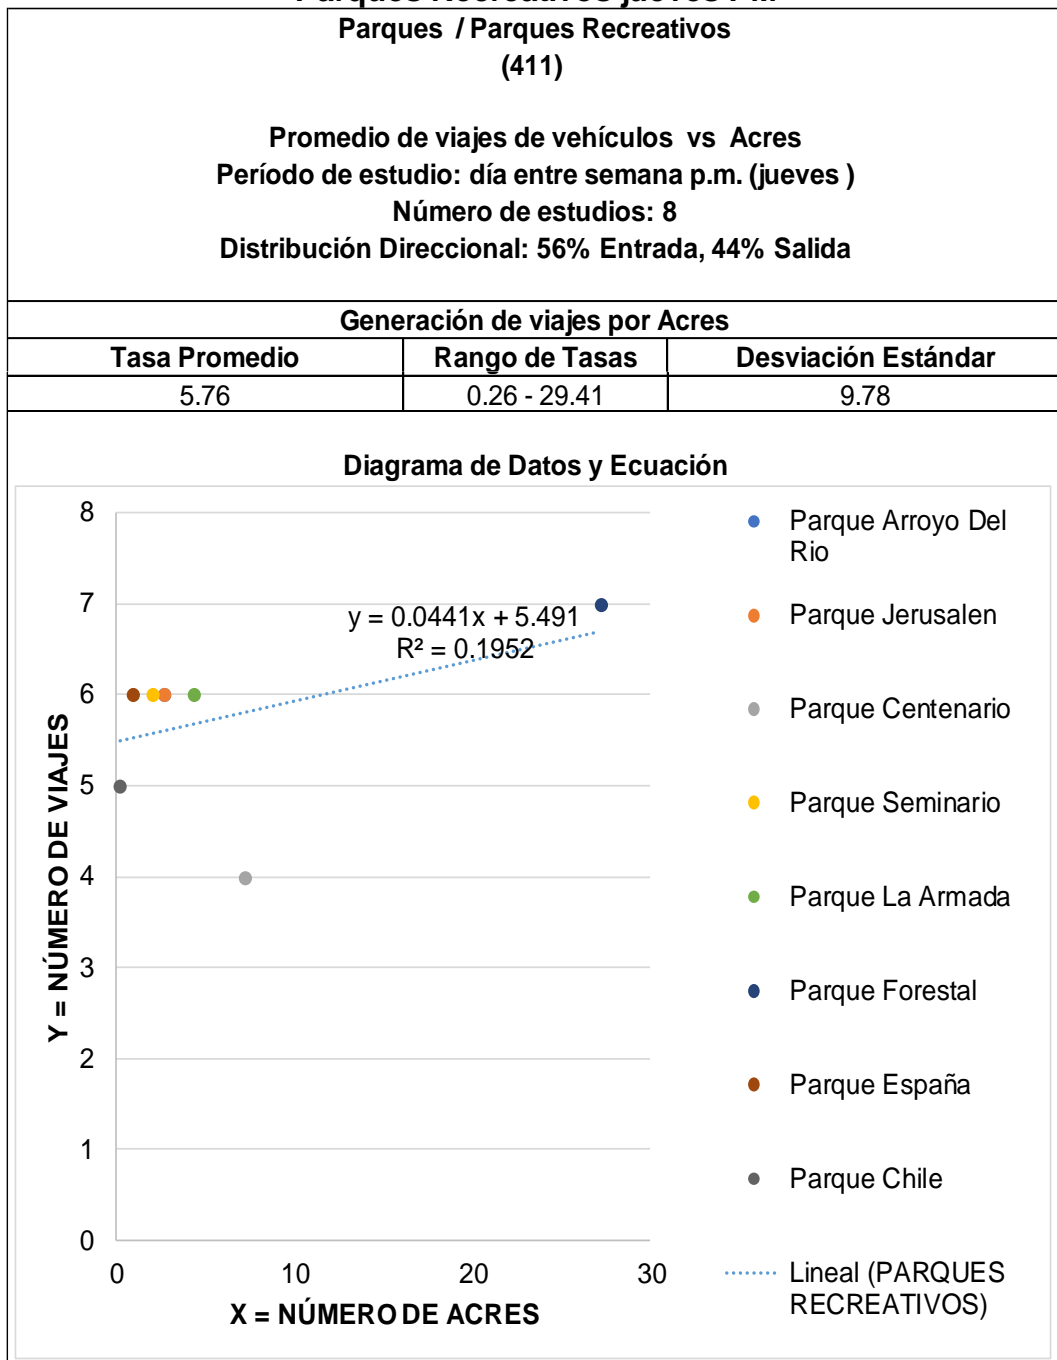 Parques Recreativos jueves PM
Parques / Parques Recreativos
(411)
Promedio de viajes de vehículos vs Acres
Período de estudio: día entre semana p.m. (jueves )
Número de estudios: 8
Distribución Direccional: 56% Entrada, 44% Salida
Generación de viajes por Acres
Tasa Promedio Rango de Tasas Desviación Estándar
5.76 0.26 - 29.41 9.78
Diagrama de Datos y Ecuación
8
7
6
5
4
3
2
1
0
Y = NÚMERO DE VIAJES
y = 0.0441x + 5.491
R² = 0.1952
0 10 20 30
X = NÚMERO DE ACRES
Parque Arroyo Del
Rio
Parque Jerusalen
Parque Centenario
Parque Seminario
Parque La Armada
Parque Forestal
Parque España
Parque Chile
Lineal (PARQUES
RECREATIVOS)